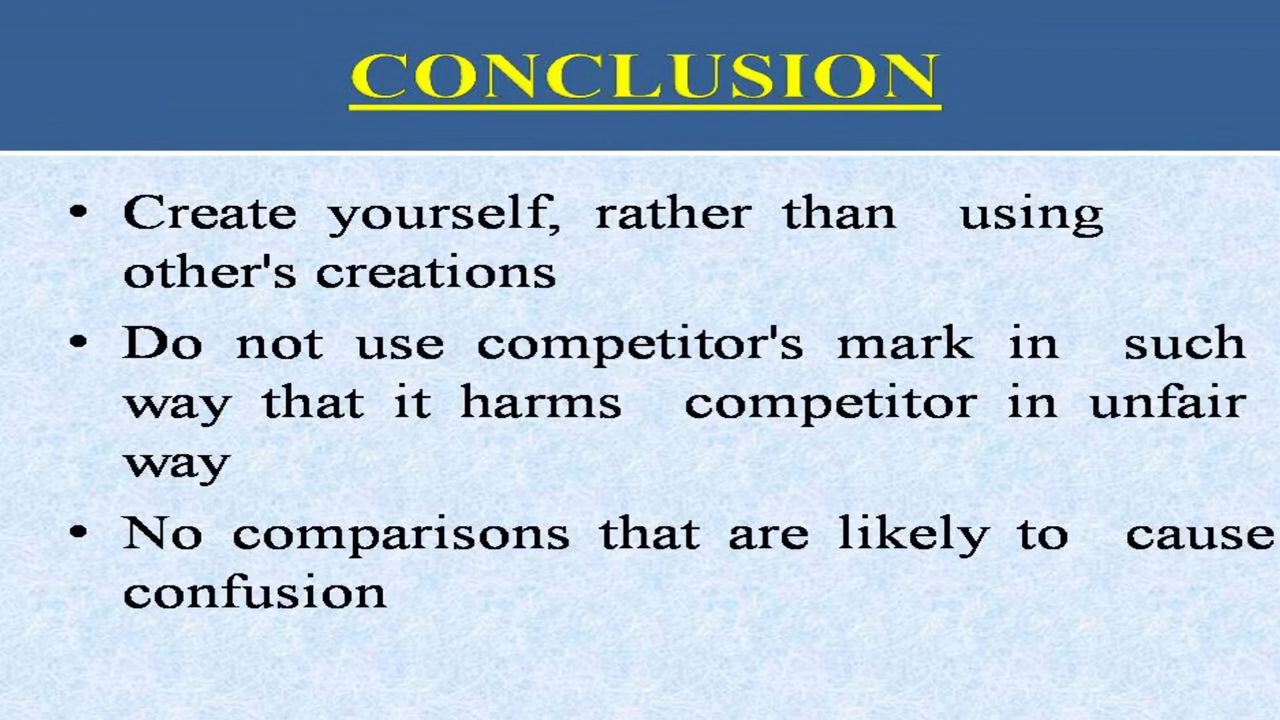 CONCLUSION
• Create yourself, rather than using
other's creations
• Do not use competitor's mark in such
way that it harms competitor in unfair
way
• No comparisons that are likely to cause
confusion